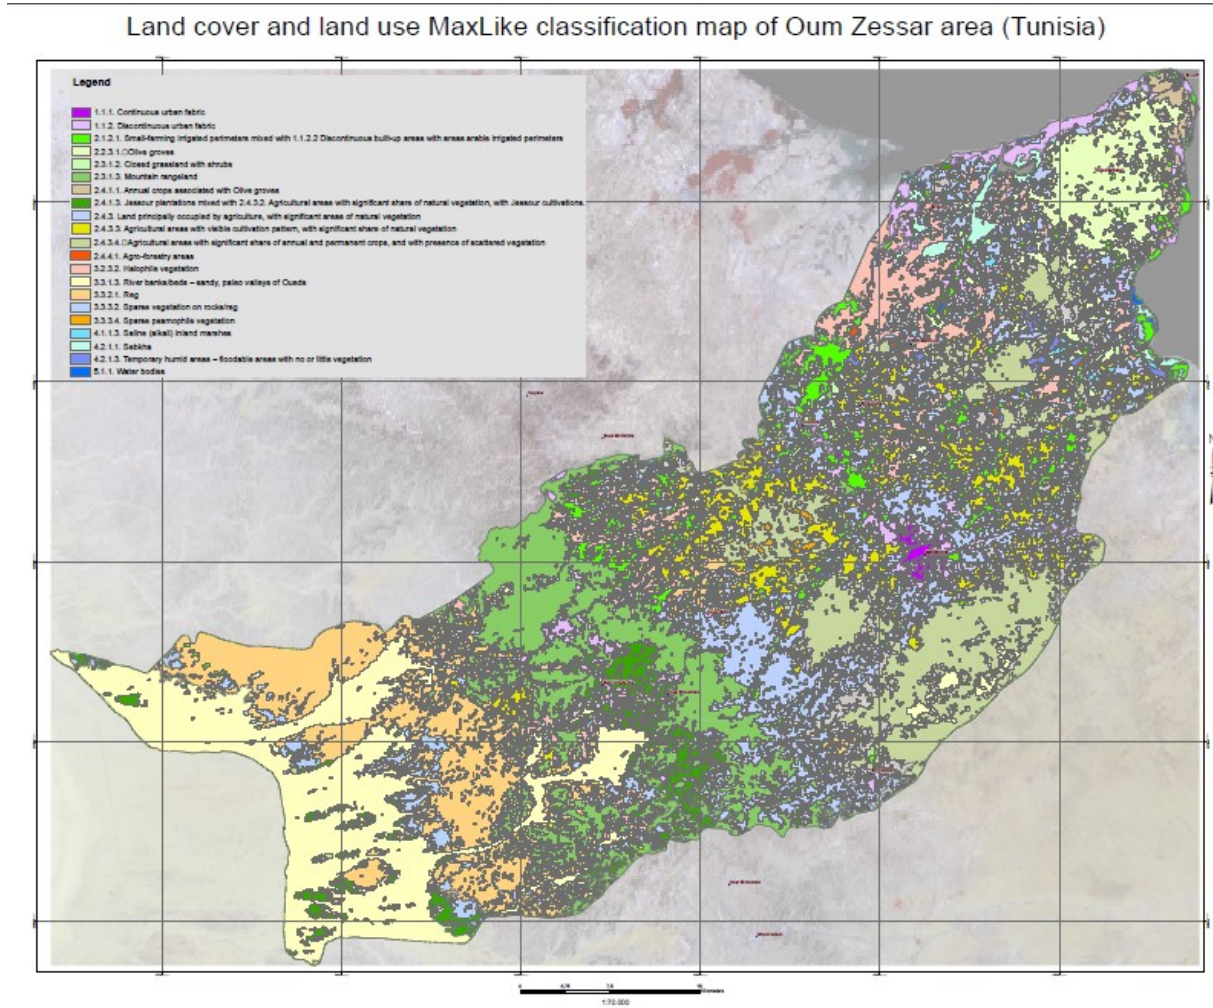 Land cover and land use MaxLike classification map of Oum Zessar area (Tunisia)
Legend
1.1.1. Continuous urban fabric
1.1.2. Discontinuous urban fabric
2.1.2.1. Small-farming irrigated perimeters mixed with 1.1.2.2 Discontinuous built-up areas with areas arable irrigated perimeters
2.2.3.1.▯Olive groves
2.3.1.2. Closed grassland with shrubs
2.3.1.3. Mountain rangeland
2.4.1.1. Annual crops associated with Olive groves
2.4.1.3. Jessour plantations mixed with 2.4.3.2. Agricultural areas with significant share of natural vegetation, with Jessour cultivations.
2.4.3. Land principally occupied by agriculture, with significant areas of natural vegetation
2.4.3.3. Agricultural areas with visible cultivation pattern, with significant share of natural vegetation
2.4.3.4.▯Agricultural areas with significant share of annual and permanent crops, and with presence of scattered vegetation
2.4.4.1. Agro-forestry areas
3.2.3.2. Halophile vegetation
3.3.1.3. River banks/beds – sandy, paleo valleys of Oueds
3.3.2.1. Reg
3.3.3.2. Sparse vegetation on rocks/reg
3.3.3.4. Sparse psamophile vegetation
4.1.1.3. Saline (alkali) inland marshes
4.2.1.1. Sebkha
4.2.1.3. Temporary humid areas – floodable areas with no or little vegetation
5.1.1. Water bodies
1:70 000